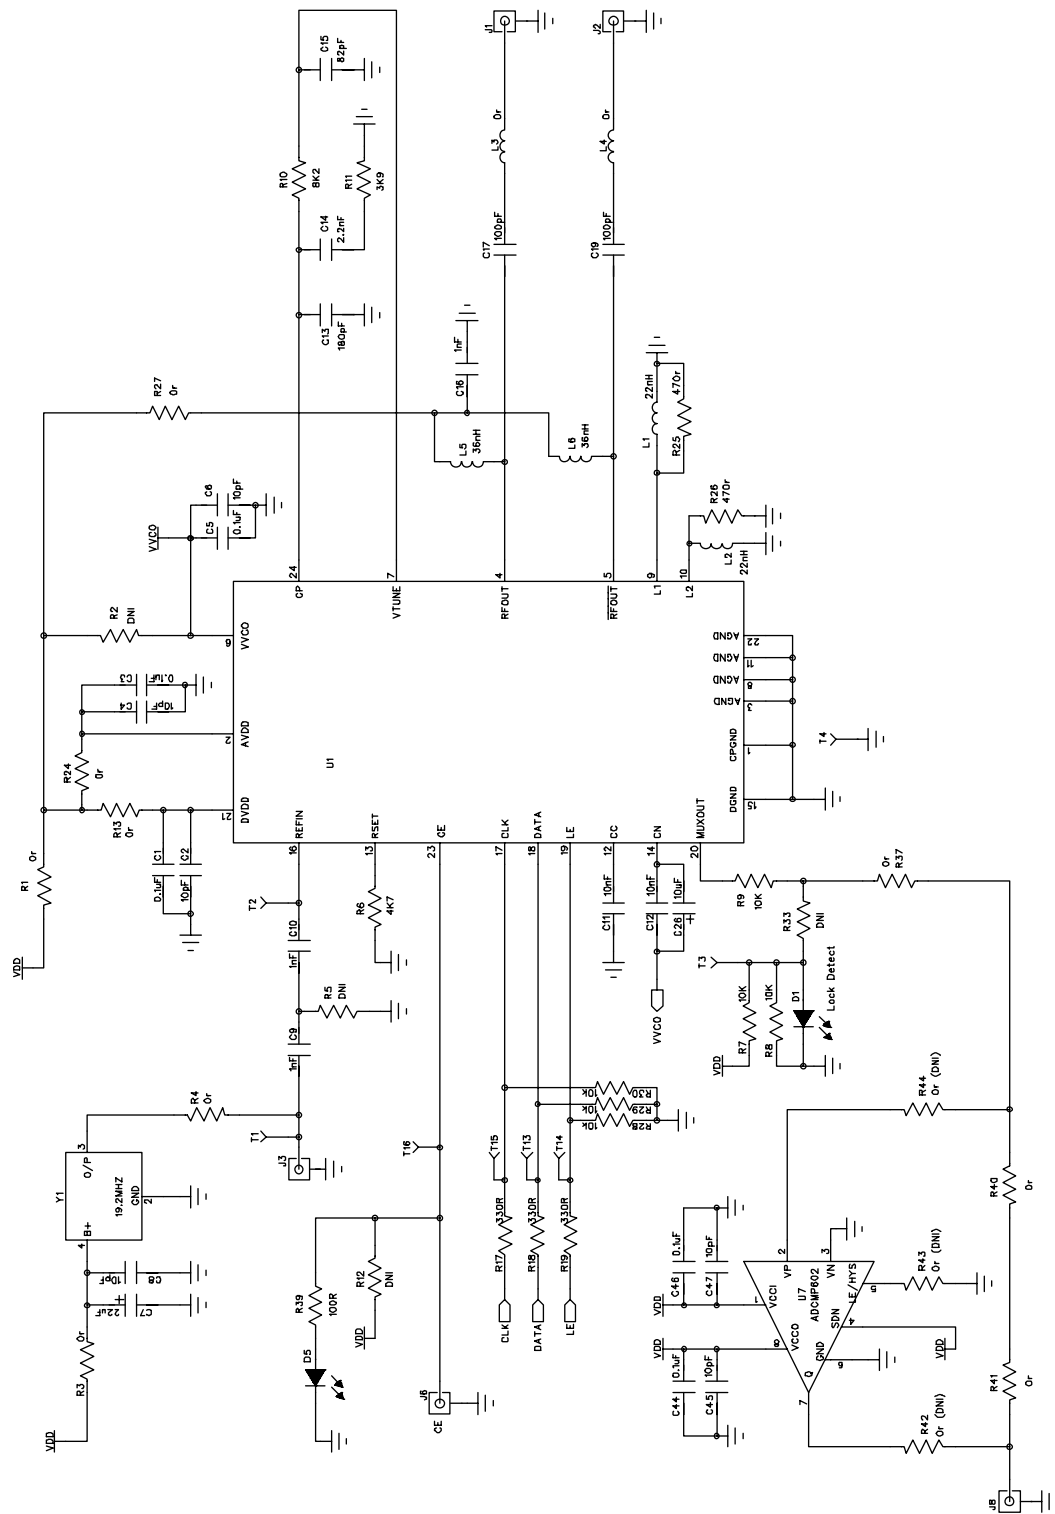 J1
J2
C15
82pF
L3
0r
L4
0r
R10
8K2
R11
3K9
C14
2.2nF
C17
100pF
C19
100pF
C13
180pF
C16
1nF
R27
0r
L5
36nH
L6
36nH
L1
22nH
470r
R25
R26
470r
L2
22nH
VVCO
C6
10pF
C5
0.1uF
R2
DNI
6
VVCO
24
CP
7
VTUNE
4
RFOUT
5
RFOUT
9
L1
10
L2
C3
0.1uF
C4
10pF
R24
0r
2
AVDD
U1
AGND
22
AGND
11
AGND
8
AGND
3
CPGND
1
DGND
15
T4
R1
0r
VDD
R13
0r
21
DVDD
C1
0.1uF
C2
10pF
REFIN
16
RSET
13
CE
23
CLK
17
DATA
18
LE
19
CC
12
CN
14
MUXOUT
20
T2
C10
1nF
R6
4K7
R5
DNI
C9
1nF
C11
10nF
C12
10nF
C26
10uF
+
VVCO
R9
10K
R33
DNI
0r
R37
T3
R7
10K
R8
10K
D1
Lock Detect
VDD
R4
0r
T1
J3
Y1
19.2MHZ
O/P
3
GND
2
B+
4
10pF
C8
22uF
+
C7
R3
0r
VDD
T16
R30
10k
R29
10k
R28
10k
T15
T13
T14
R17
330R
R18
330R
R19
330R
CLK
DATA
LE
R39
100R
R12
DNI
VDD
D5
J6
CE
C46
0.1uF
C47
10pF
VDD
C44
0.1uF
C45
10pF
VDD
VP
2
VN
3
VCCI
1
VCCO
8
U7
ADCMP602
LE/HYS
5
SDN
4
GND
6
Q
7
VDD
R44
0r (DNI)
R43
0r (DNI)
R42
0r (DNI)
R40
0r
R41
0r
J8